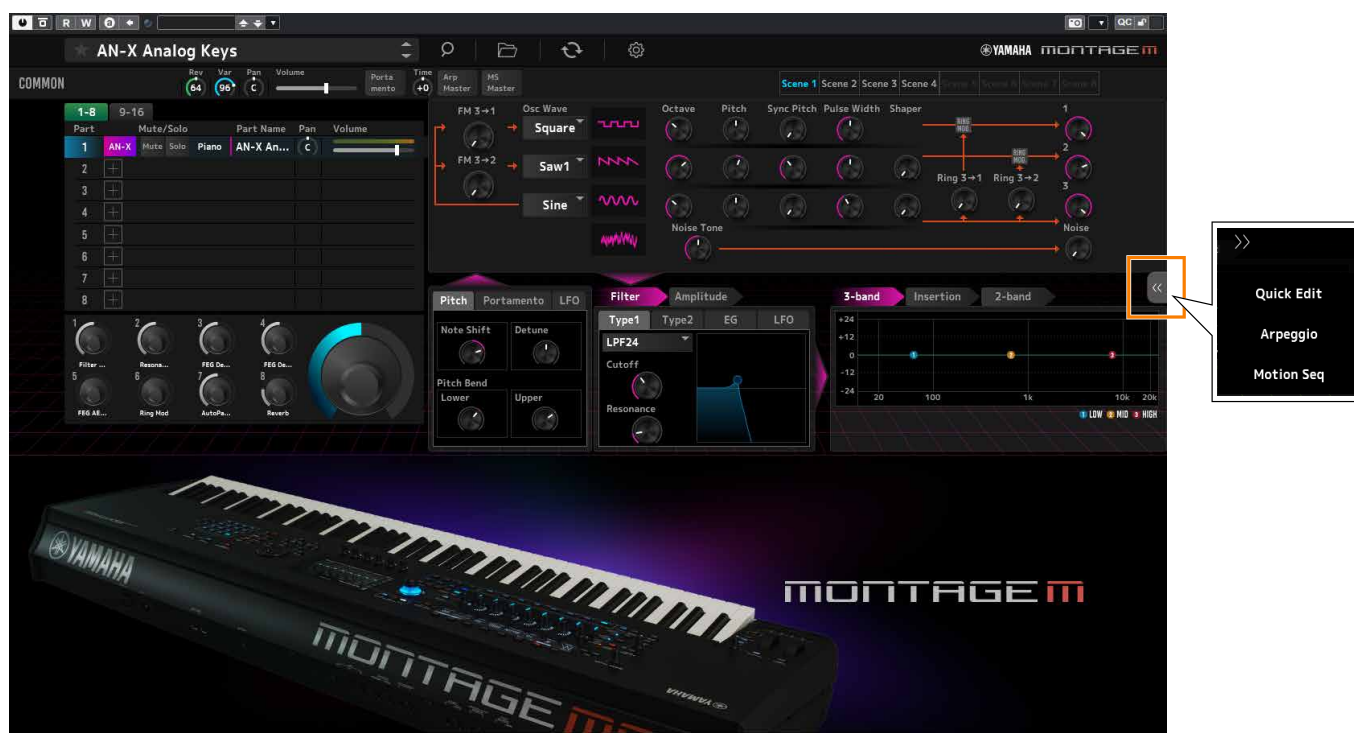 R W a QC
AN-X Analog Keys
YAMAHA MONTAGE M
COMMON Rev 64 Var 96 Pan C Volume Porta mento Time +0 Arp Master MS Master
Scene 1 Scene 2 Scene 3 Scene 4
1-8 9-16
Part Mute/Solo Part Name Pan Volume
1 AN-X Mute Solo Piano AN-X An... C
2
3
4
5
6
7
8
1 2 3 4
Filter ... Resona... FEG De... FEG De...
5 6 7 8
FEG AE... Ring Mod AutoPa... Reverb
FM 3→1 Osc Wave Octave Pitch Sync Pitch Pulse Width Shaper
Square RING MOD. 1
FM 3→2 Saw1 RING MOD. 2
Ring 3→1 Ring 3→2
Sine 3
Noise Tone Noise
Pitch Portamento LFO
Note Shift Detune
Pitch Bend
Lower Upper
Filter Amplitude
Type1 Type2 EG LFO
LPF24
Cutoff
Resonance
3-band Insertion 2-band
+24
+12
0 1 2 3
-12
-24
20 100 1k 10k 20k
1 LOW 2 MID 3 HIGH
<<
>>
Quick Edit
Arpeggio
Motion Seq
YAMAHA
MONTAGE M
MONTAGE M
YAMAHA